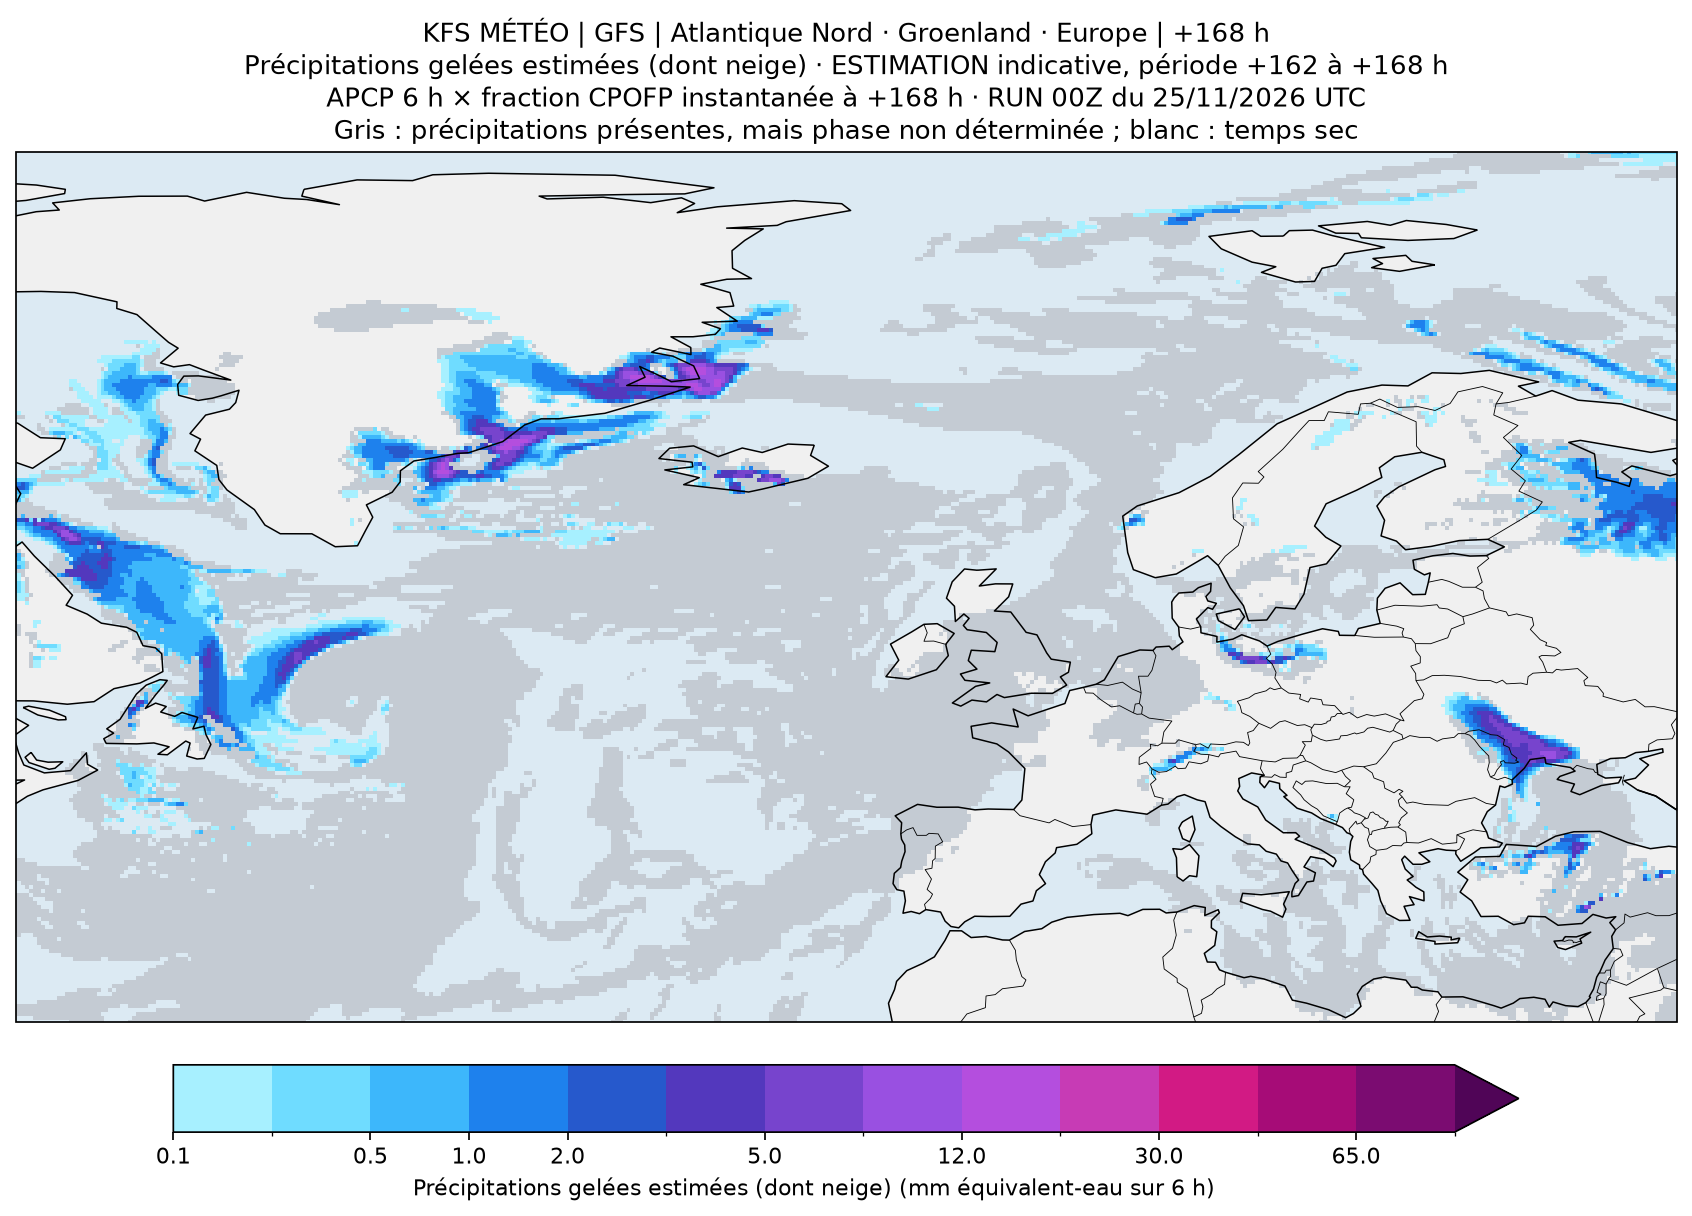 KFS MÉTÉO | GFS | Atlantique Nord · Groenland · Europe | +168 h
Précipitations gelées estimées (dont neige) · ESTIMATION indicative, période +162 à +168 h
APCP 6 h × fraction CPOFP instantanée à +168 h · RUN 00Z du 25/11/2026 UTC
Gris : précipitations présentes, mais phase non déterminée ; blanc : temps sec
0.1 0.5 1.0 2.0 5.0 12.0 30.0 65.0
Précipitations gelées estimées (dont neige) (mm équivalent-eau sur 6 h)